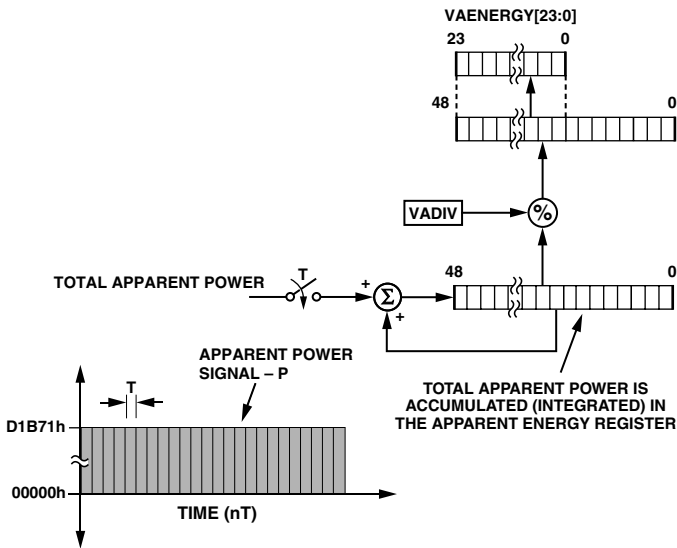 VAENERGY[23:0]
23 0
48 0
VADIV
%
48 0
TOTAL APPARENT POWER
T
+
Σ
+
APPARENT POWER
SIGNAL – P
T
TOTAL APPARENT POWER IS
ACCUMULATED (INTEGRATED) IN
THE APPARENT ENERGY REGISTER
D1B71h
00000h
TIME (nT)